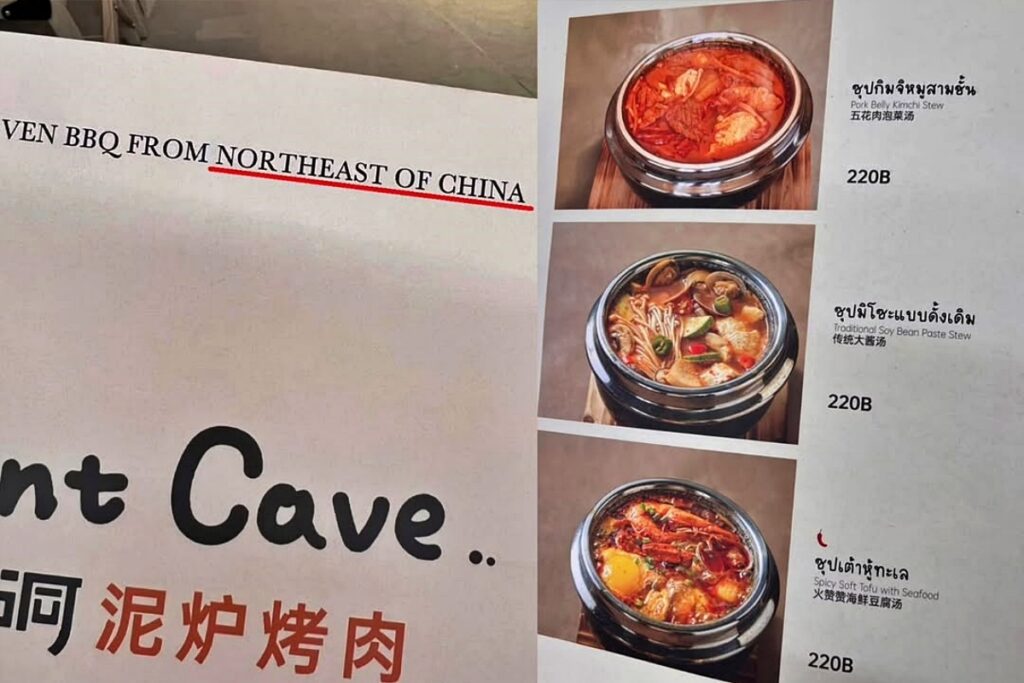 VEN BBQ FROM NORTHEAST OF CHINA
nt Cave..
洞 泥炉烤肉
ซุปกิมจิหมูสามชั้น
Pork Belly Kimchi Stew
五花肉泡菜汤
220B
ซุปมิโซะแบบดั้งเดิม
Traditional Soy Bean Paste Stew
传统大酱汤
220B
ซุปเต้าหู้ทะเล
Spicy Soft Tofu with Seafood
火赞赞海鲜豆腐汤
220B